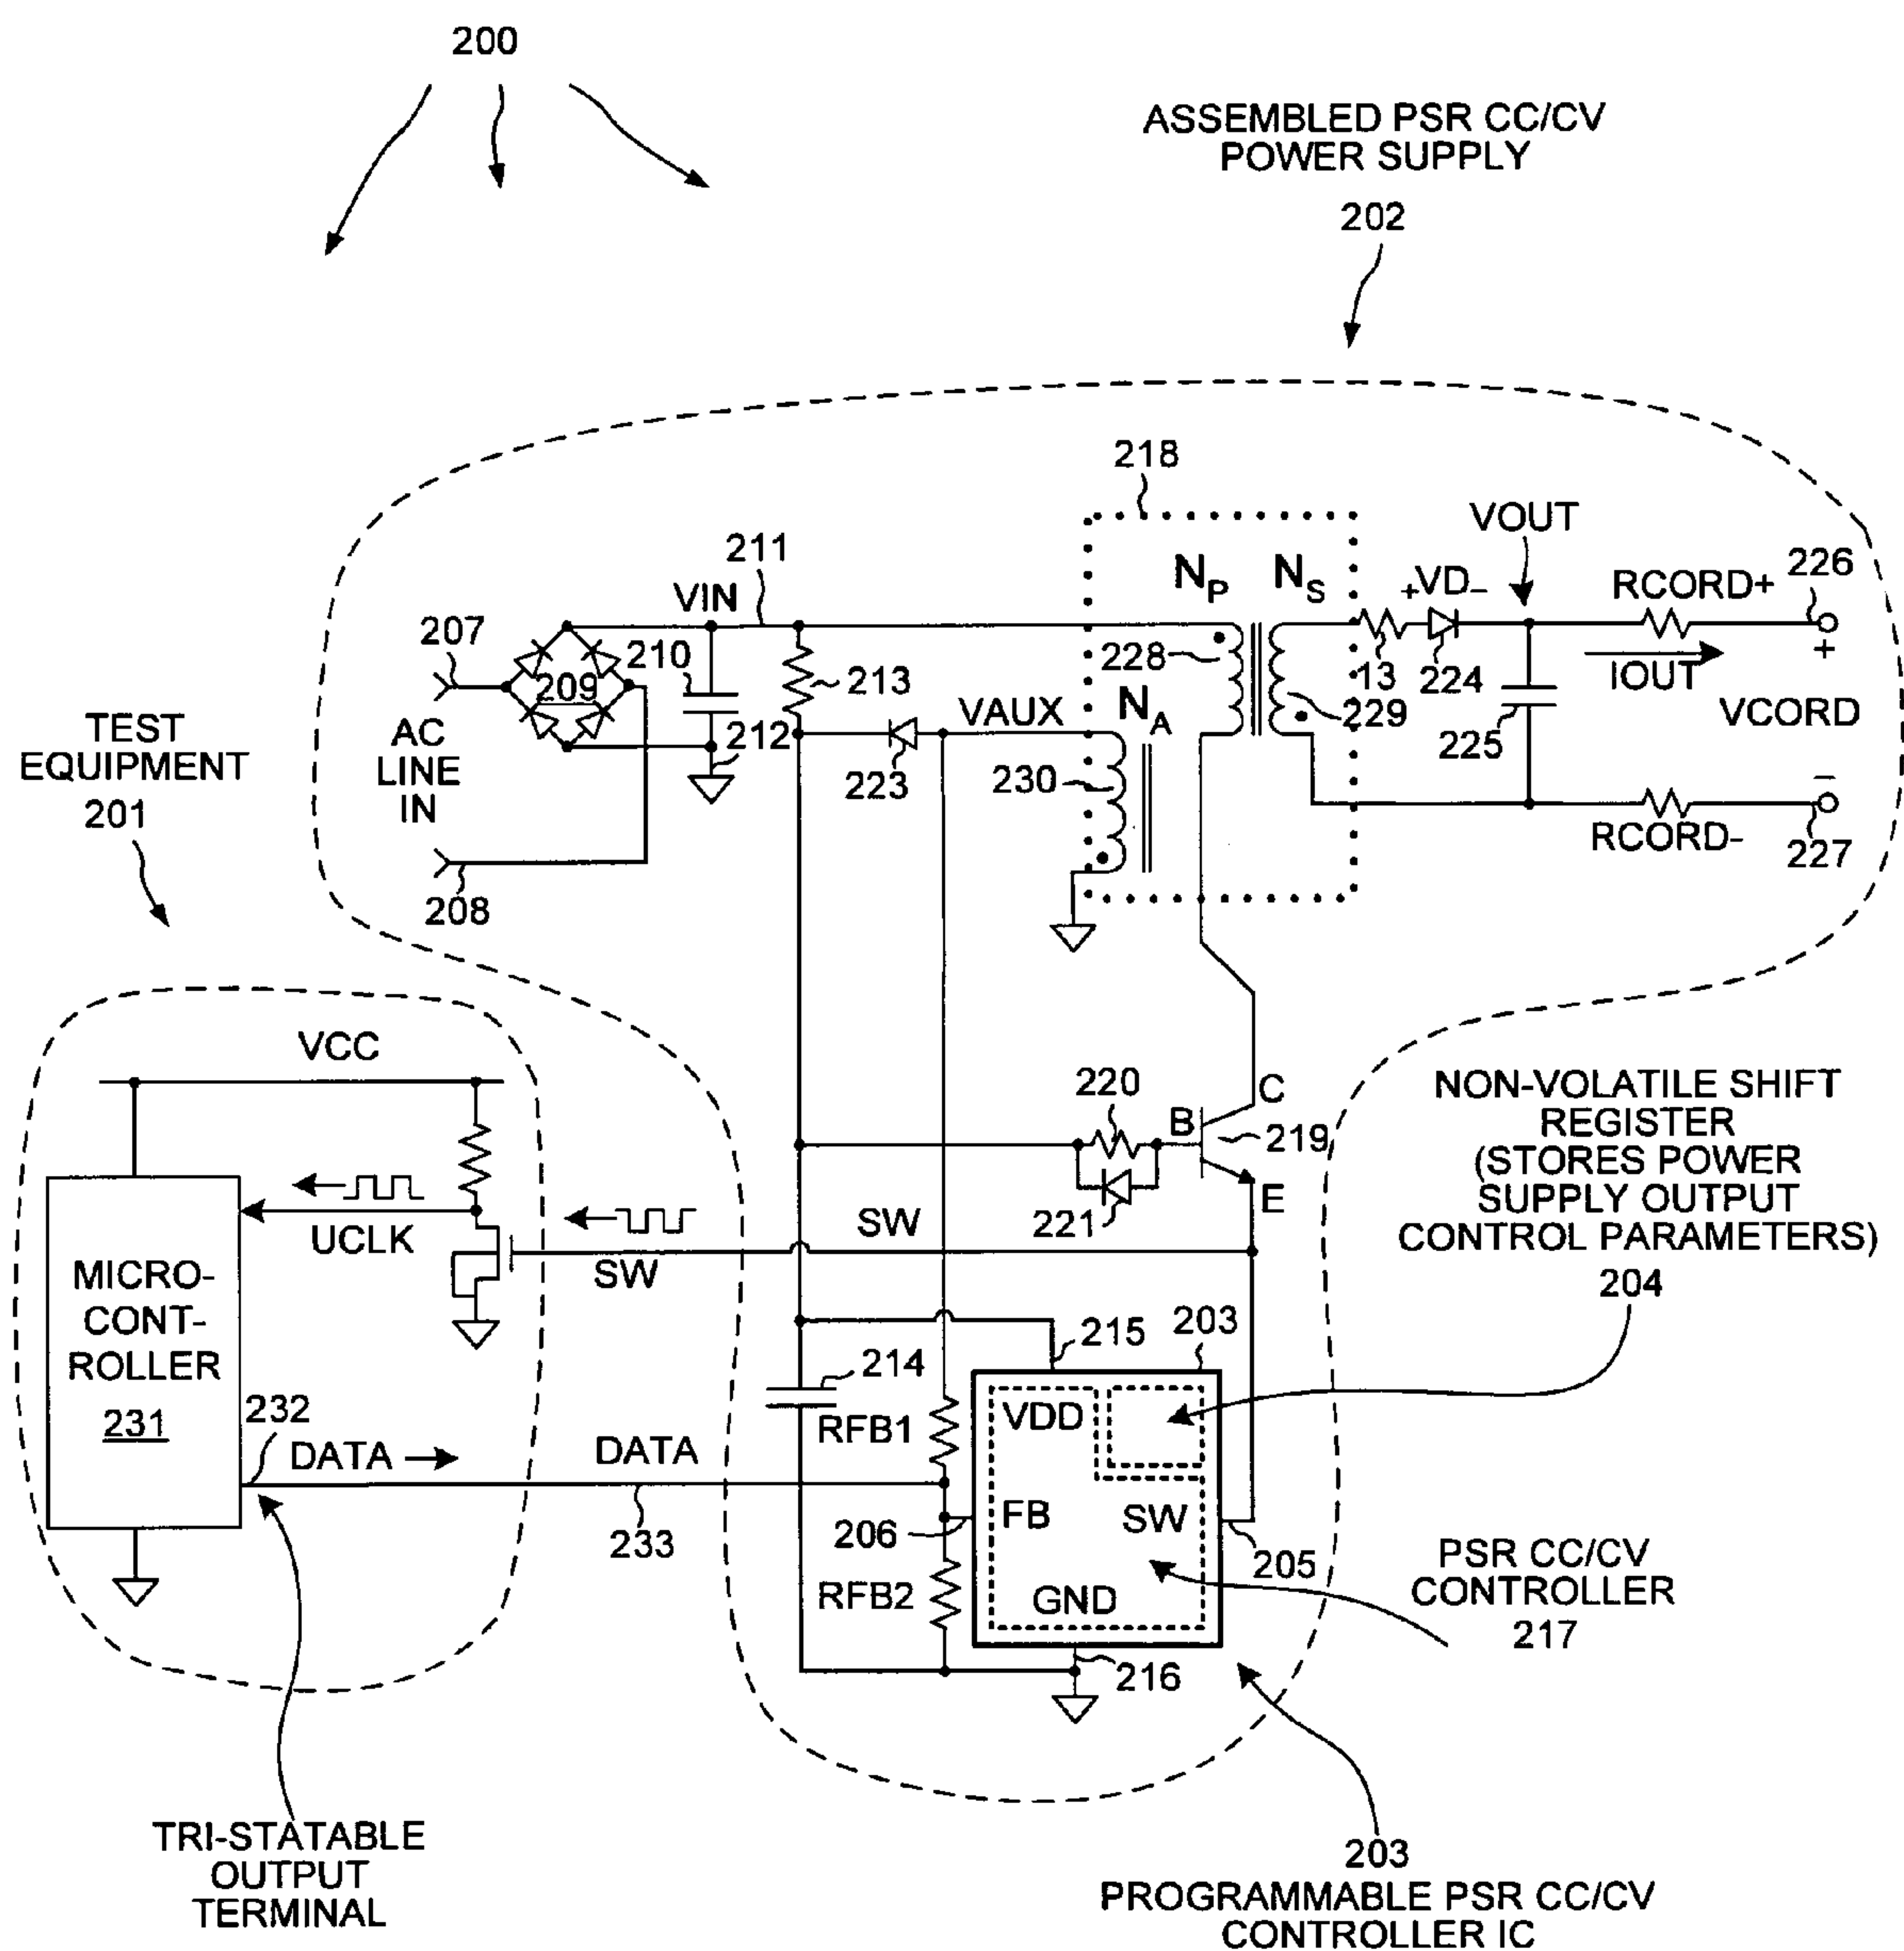 200
ASSEMBLED PSR CC/CV
POWER SUPPLY
202
218
211
VIN
N_P
N_S
VOUT
+VD−
RCORD+
226
+
207
209
210
213
228
13
224
IOUT
VCORD
VAUX
N_A
229
225
AC
LINE
IN
212
223
230
−
RCORD−
227
208
TEST
EQUIPMENT
201
VCC
220
C
B
219
E
221
NON-VOLATILE SHIFT
REGISTER
(STORES POWER
SUPPLY OUTPUT
CONTROL PARAMETERS)
204
UCLK
SW
SW
MICRO-
CONT-
ROLLER
231
215
203
214
VDD
RFB1
232
DATA
DATA
233
206
FB
SW
205
RFB2
GND
216
PSR CC/CV
CONTROLLER
217
TRI-STATABLE
OUTPUT
TERMINAL
203
PROGRAMMABLE PSR CC/CV
CONTROLLER IC